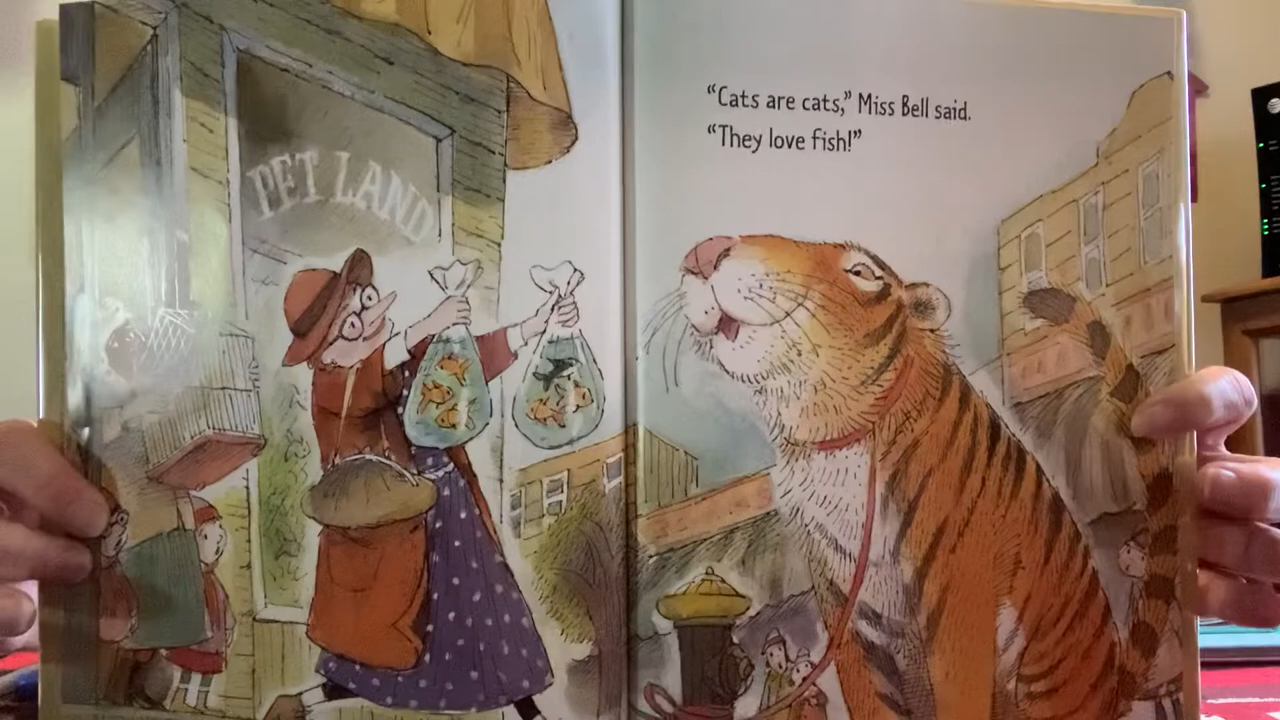 PET LAND
“Cats are cats,” Miss Bell said.
“They love fish!”